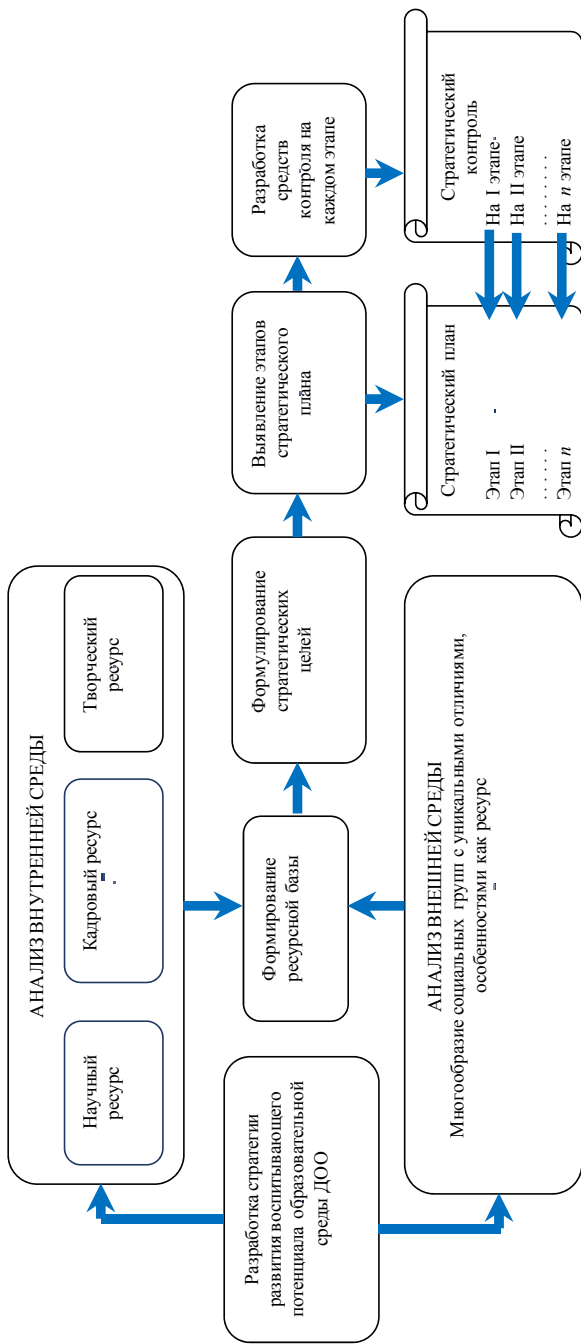 Разработка стратегии
развития воспитывающего
потенциала образовательной
среды ДОО
АНАЛИЗ ВНУТРЕННЕЙ СРЕДЫ
Научный
ресурс
Кадровый ресурс
Творческий
ресурс
АНАЛИЗ ВНЕШНЕЙ СРЕДЫ
Многообразие социальных групп с уникальными отличиями,
особенностями как ресурс
Формирование
ресурсной базы
Формулирование
стратегических
целей
Выявление этапов
стратегического
плана
Разработка
средств
контроля на
каждом этапе
Стратегический план
Этап I
Этап II
. . . . . .
Этап n
Стратегический
контроль
На I этапе
На II этапе
. . . . . . . .
На n этапе